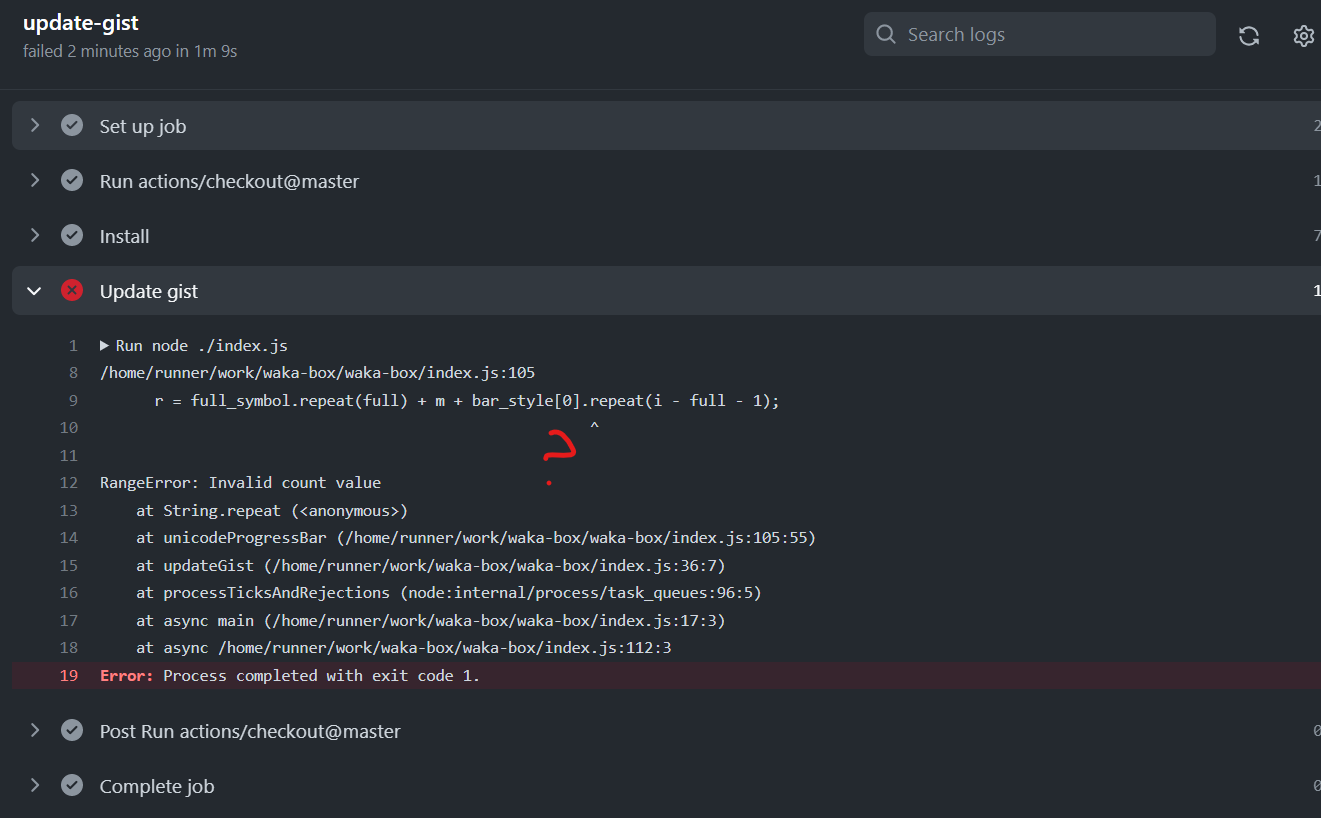 update-gist
failed 2 minutes ago in 1m 9s
Search logs
Set up job 2
Run actions/checkout@master 1
Install 7
Update gist 1
1 Run node ./index.js
8 /home/runner/work/waka-box/waka-box/index.js:105
9 r = full_symbol.repeat(full) + m + bar_style[0].repeat(i - full - 1);
10 ^
11
12 RangeError: Invalid count value
13 at String.repeat (<anonymous>)
14 at unicodeProgressBar (/home/runner/work/waka-box/waka-box/index.js:105:55)
15 at updateGist (/home/runner/work/waka-box/waka-box/index.js:36:7)
16 at processTicksAndRejections (node:internal/process/task_queues:96:5)
17 at async main (/home/runner/work/waka-box/waka-box/index.js:17:3)
18 at async /home/runner/work/waka-box/waka-box/index.js:112:3
19 Error: Process completed with exit code 1.
Post Run actions/checkout@master 0
Complete job 0
?